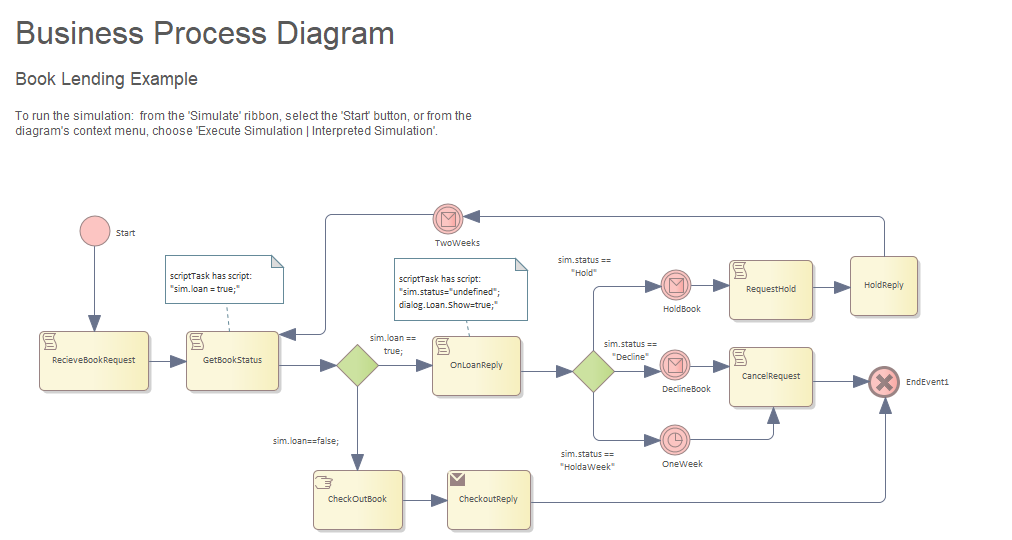 Business Process Diagram
Book Lending Example
To run the simulation:  from the 'Simulate' ribbon, select the 'Start' button, or from the
diagram's context menu, choose 'Execute Simulation | Interpreted Simulation'.
Start
TwoWeeks
scriptTask has script:
"sim.loan = true;"
scriptTask has script:
"sim.status="undefined";
dialog.Loan.Show=true;"
sim.status ==
"Hold"
HoldBook
RequestHold
HoldReply
RecieveBookRequest
GetBookStatus
sim.loan ==
true;
OnLoanReply
sim.status ==
"Decline"
DeclineBook
CancelRequest
EndEvent1
sim.loan==false;
sim.status ==
"HoldaWeek"
OneWeek
CheckOutBook
CheckoutReply